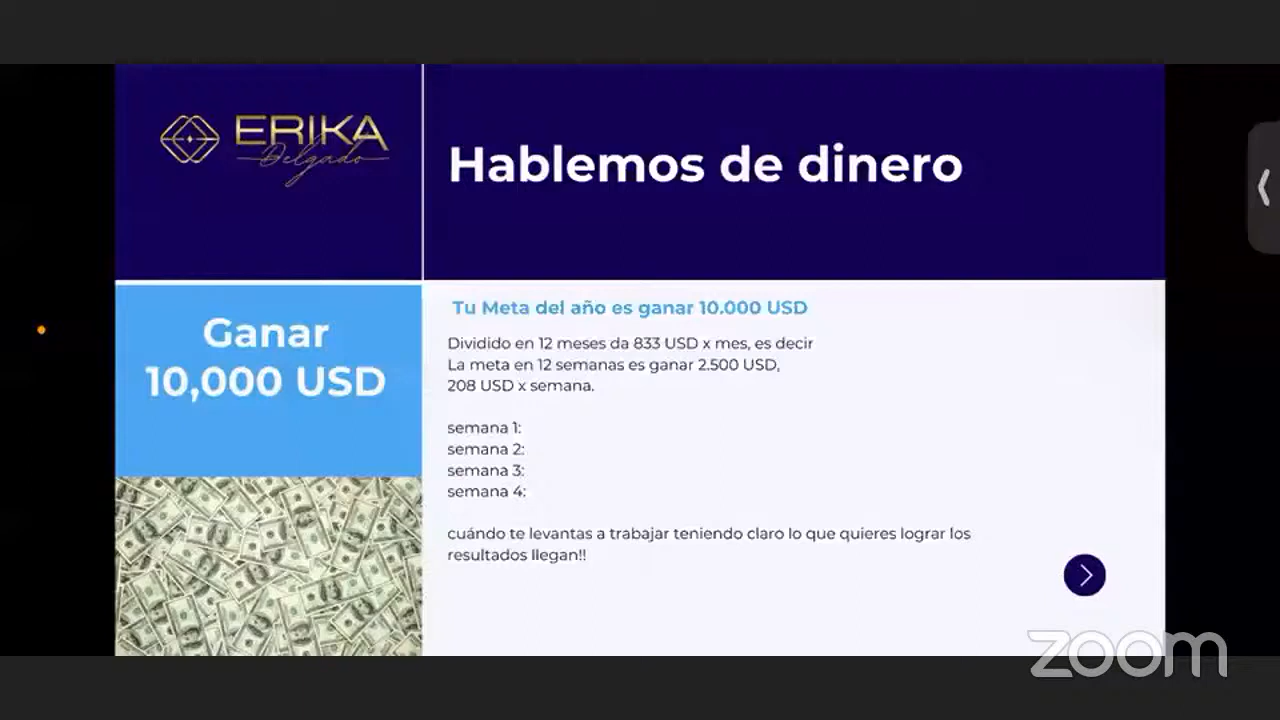 ERIKA
Delgado
Hablemos de dinero
Ganar
10,000 USD
Tu Meta del año es ganar 10.000 USD
Dividido en 12 meses da 833 USD x mes, es decir
La meta en 12 semanas es ganar 2.500 USD,
208 USD x semana.
semana 1:
semana 2:
semana 3:
semana 4:
cuándo te levantas a trabajar teniendo claro lo que quieres lograr los
resultados llegan!!
zoom